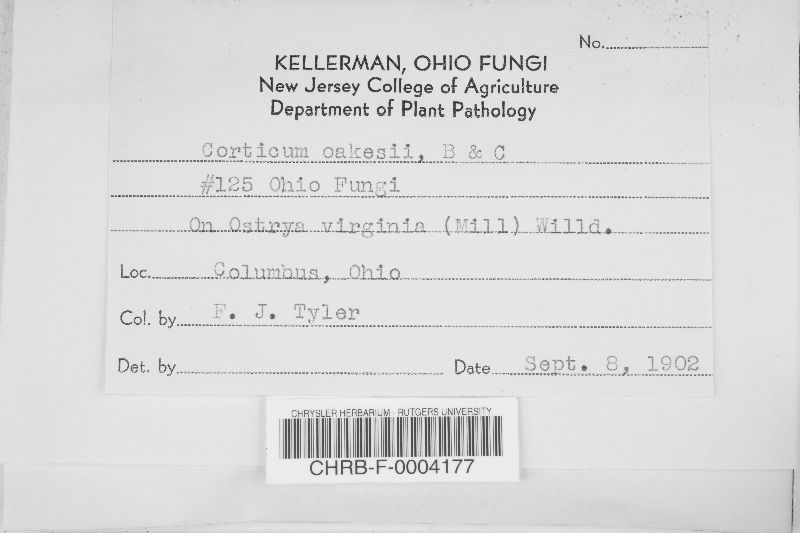 No.
KELLERMAN, OHIO FUNGI
New Jersey College of Agriculture
Department of Plant Pathology
Corticum oakesii, B & C
#125 Ohio Fungi
On Ostrya virginia (Mill) Willd.
Loc. Columbus, Ohio
Col. by F. J. Tyler
Det. by Date Sept. 8, 1902
CHRYSLER HERBARIUM - RUTGERS UNIVERSITY
CHRB-F-0004177